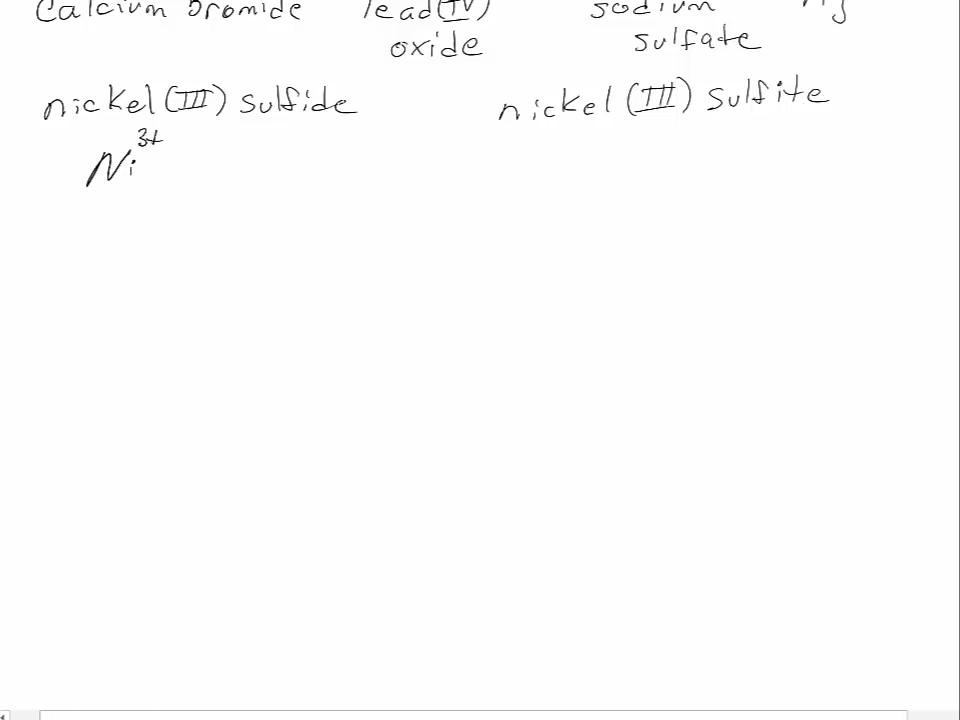 Calcium bromide lead(IV) sodium
oxide sulfate
nickel(III) sulfide nickel(III) sulfite
Ni³⁺